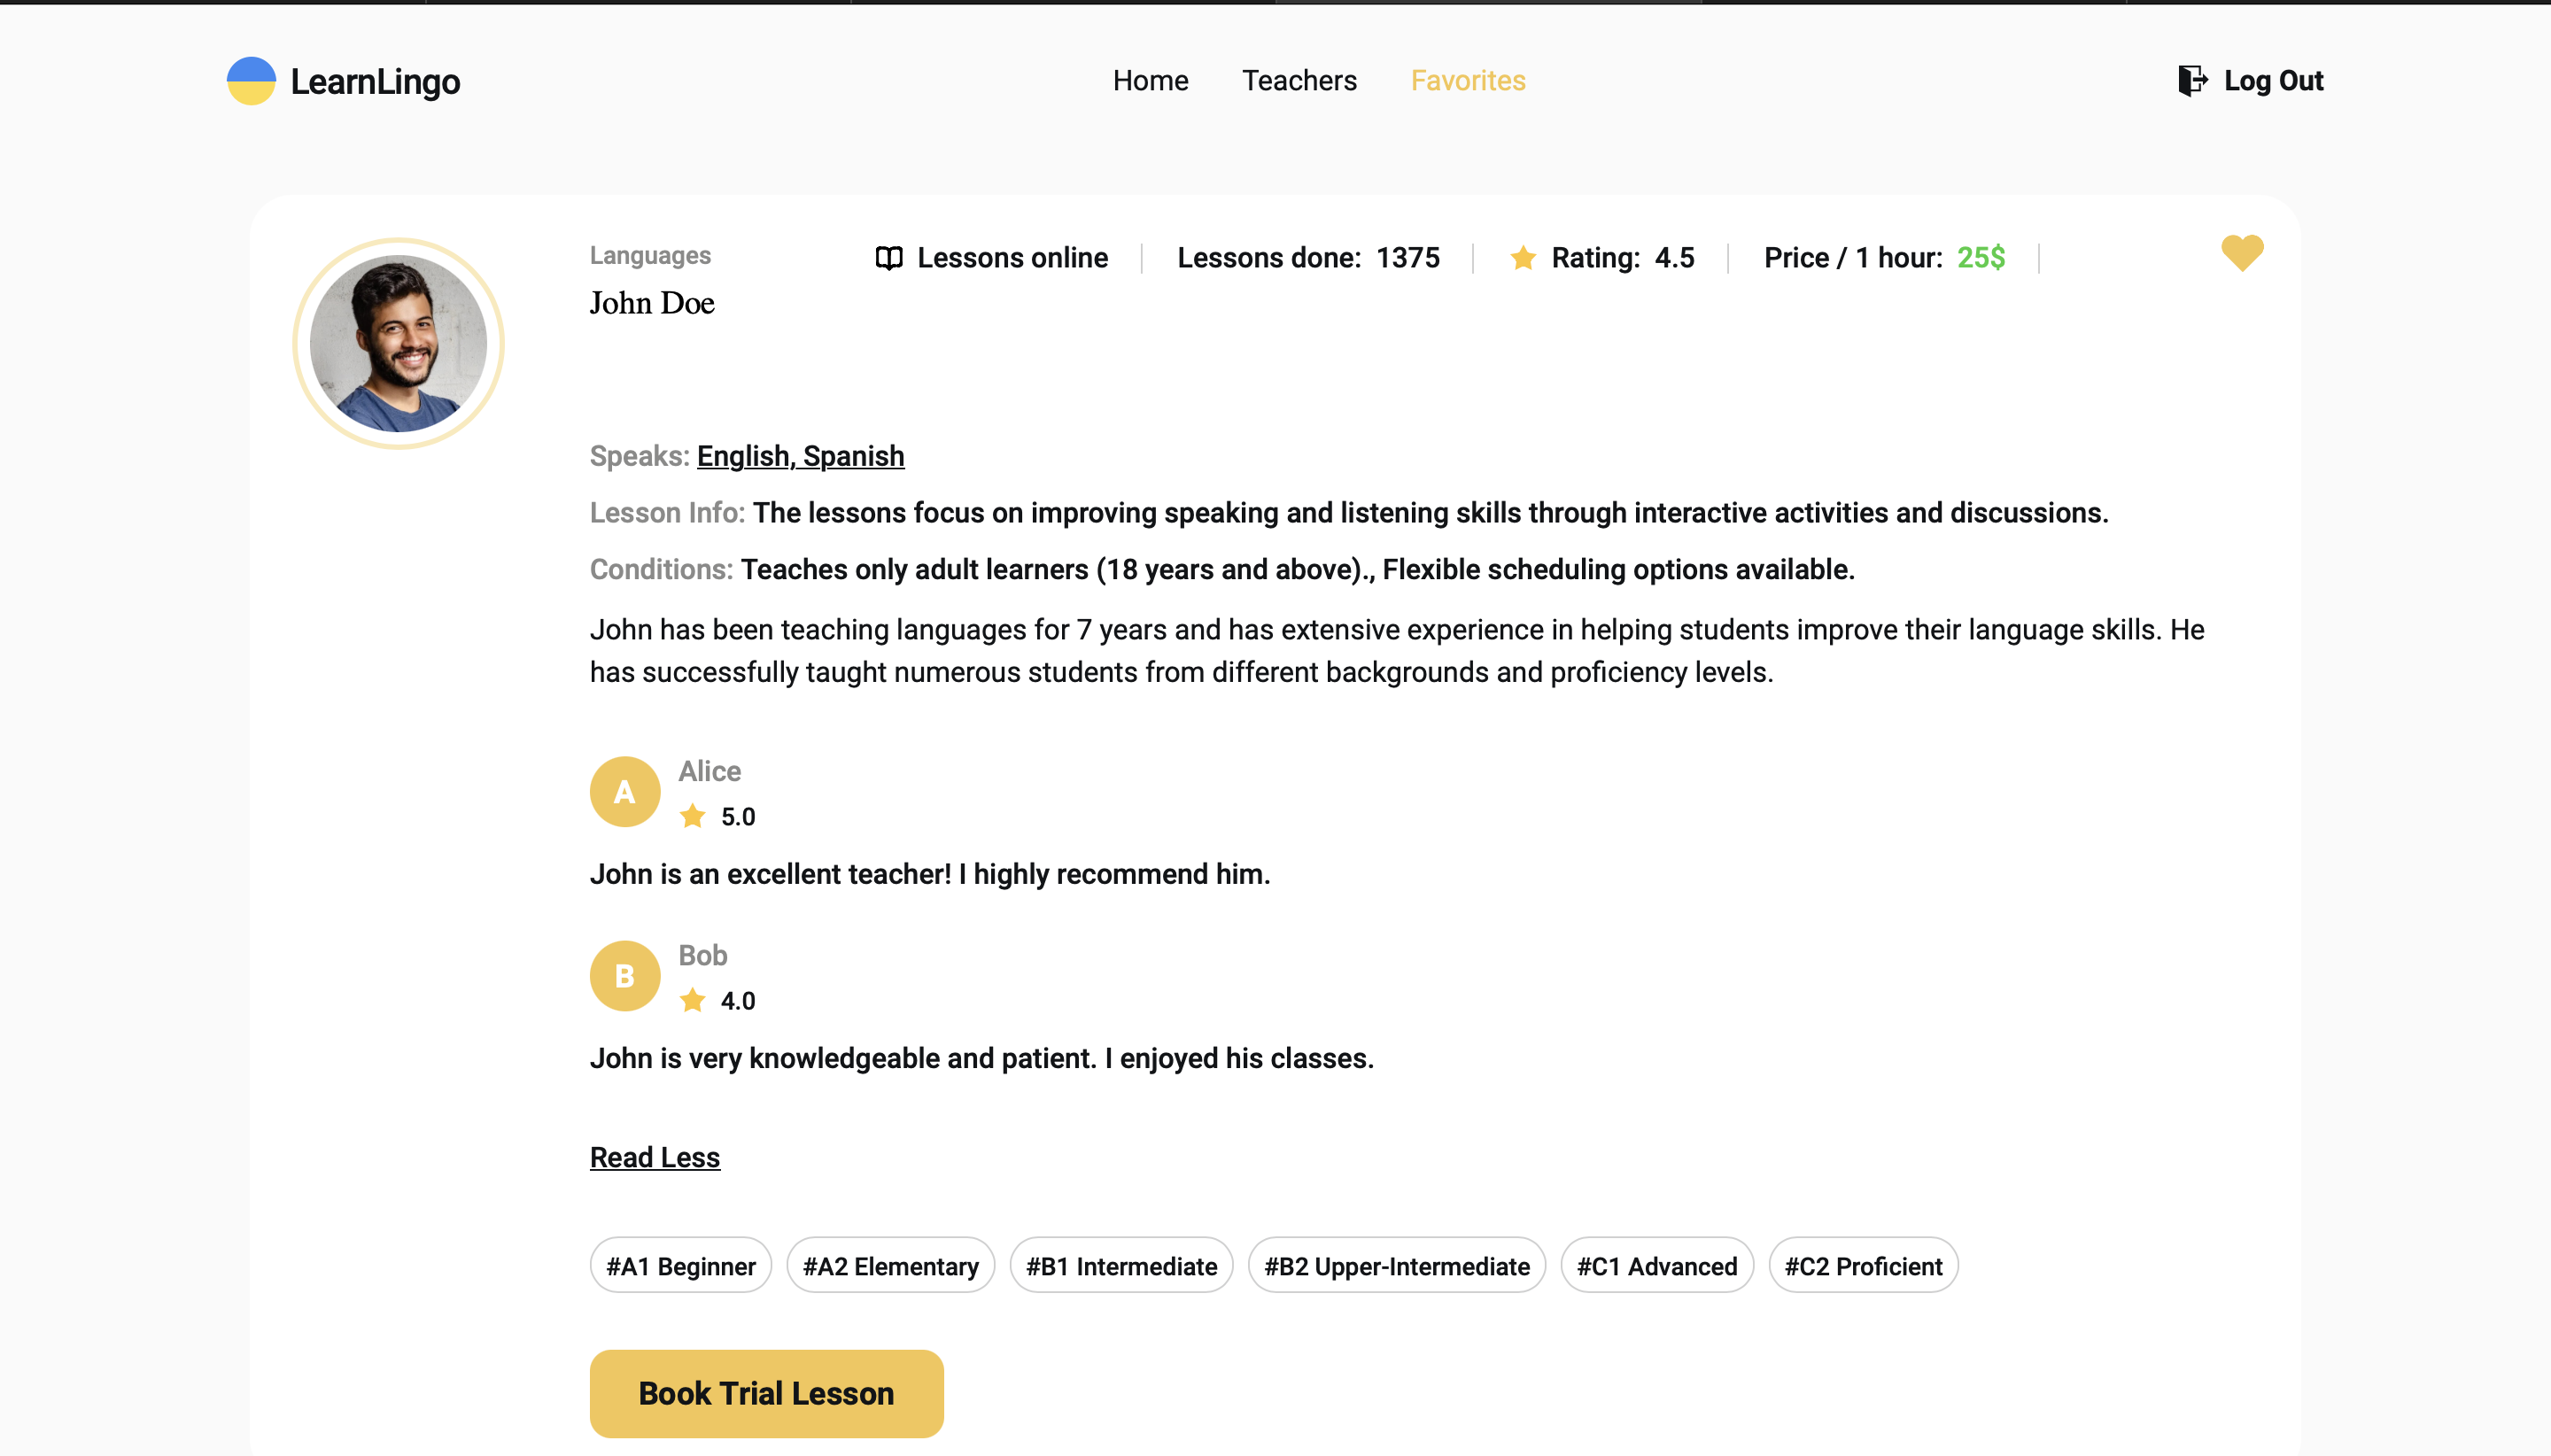 LearnLingo
Home Teachers Favorites
Log Out
Languages
Lessons online
Lessons done: 1375
Rating: 4.5
Price / 1 hour: 25$
John Doe
Speaks: English, Spanish
Lesson Info: The lessons focus on improving speaking and listening skills through interactive activities and discussions.
Conditions: Teaches only adult learners (18 years and above)., Flexible scheduling options available.
John has been teaching languages for 7 years and has extensive experience in helping students improve their language skills. He
has successfully taught numerous students from different backgrounds and proficiency levels.
A
Alice
5.0
John is an excellent teacher! I highly recommend him.
B
Bob
4.0
John is very knowledgeable and patient. I enjoyed his classes.
Read Less
#A1 Beginner #A2 Elementary #B1 Intermediate #B2 Upper-Intermediate #C1 Advanced #C2 Proficient
Book Trial Lesson